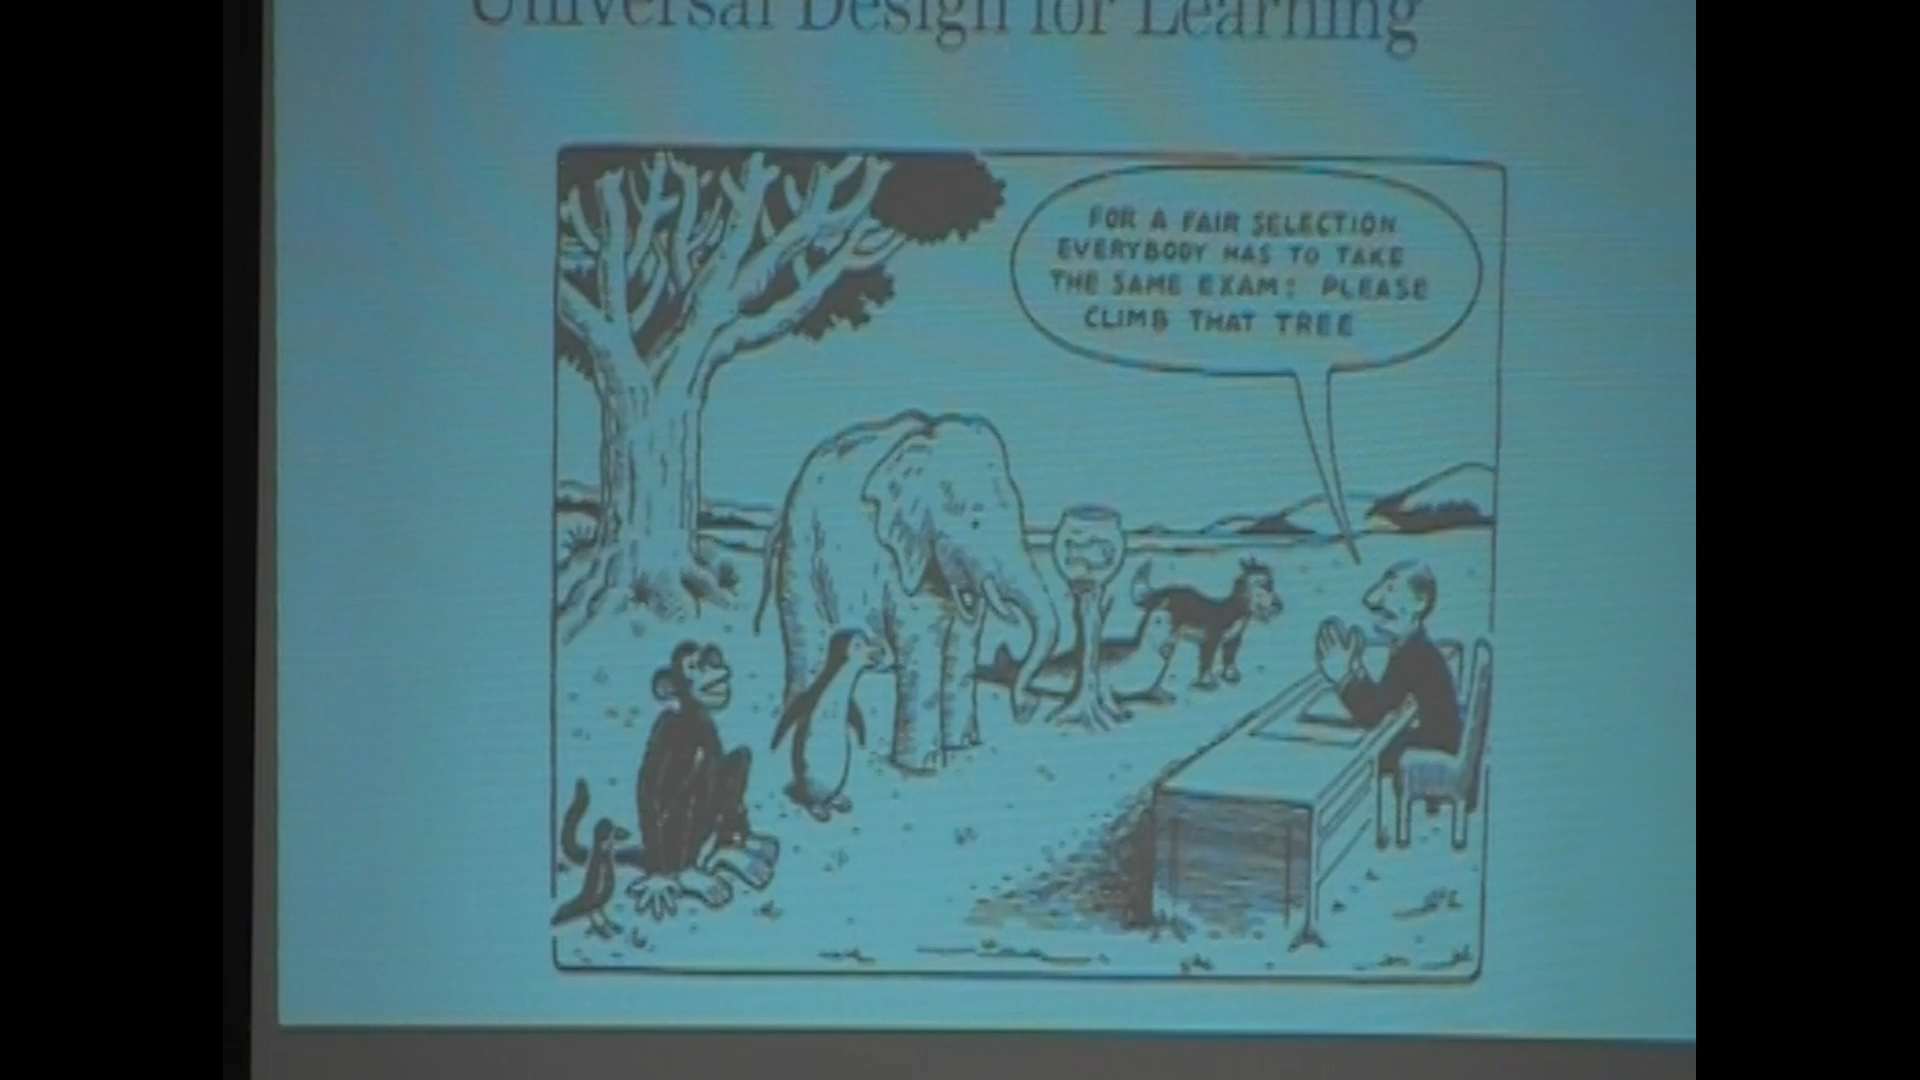 Universal Design for Learning
FOR A FAIR SELECTION
EVERYBODY HAS TO TAKE
THE SAME EXAM: PLEASE
CLIMB THAT TREE